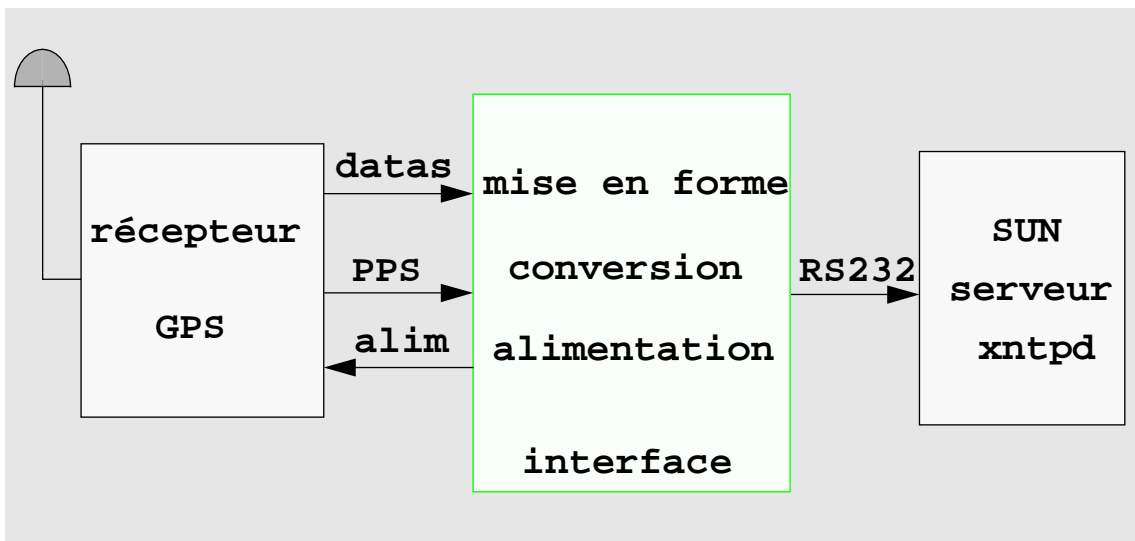 récepteur
GPS
datas
PPS
alim
mise en forme
conversion
alimentation
interface
RS232
SUN
serveur
xntpd